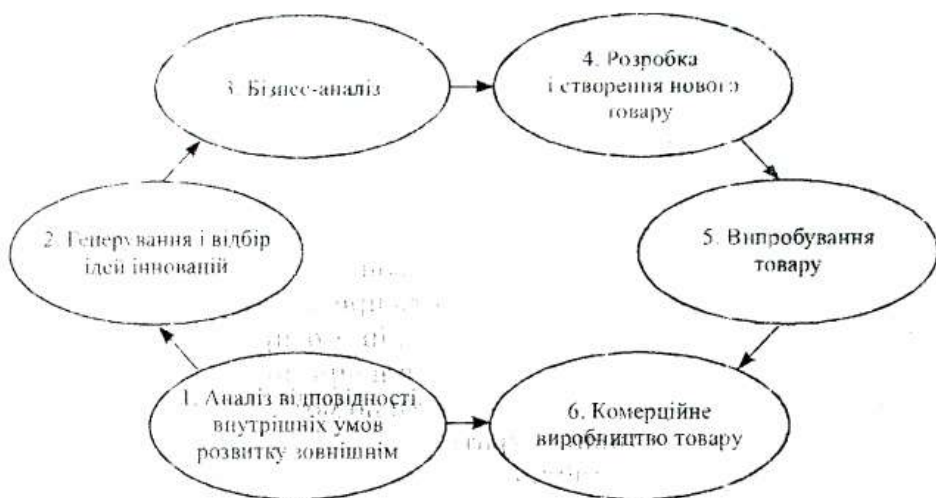 1. Аналіз відповідності
внутрішніх умов
розвитку зовнішнім
2. Генерування і відбір
ідей інновацій
3. Бізнес-аналіз
4. Розробка
і створення нового
товару
5. Випробування
товару
6. Комерційне
виробництво товару